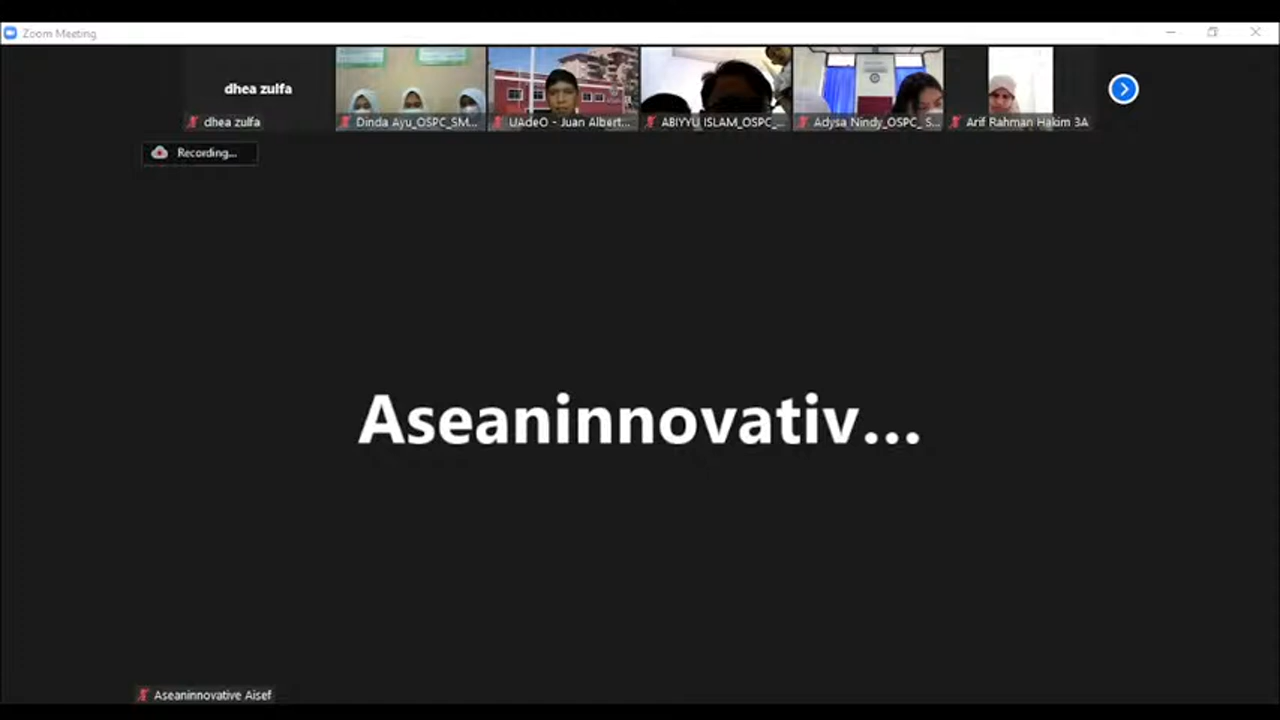 Zoom Meeting
dhea zulfa
dhea zulfa
Dinda Ayu_OSPC_SM...
UAdeO - Juan Albert...
ABIYYU ISLAM_OSPC_...
Adysa Nindy_OSPC_ S...
Arif Rahman Hakim 3A
Recording...
Aseaninnovativ...
Aseaninnovative Aisef